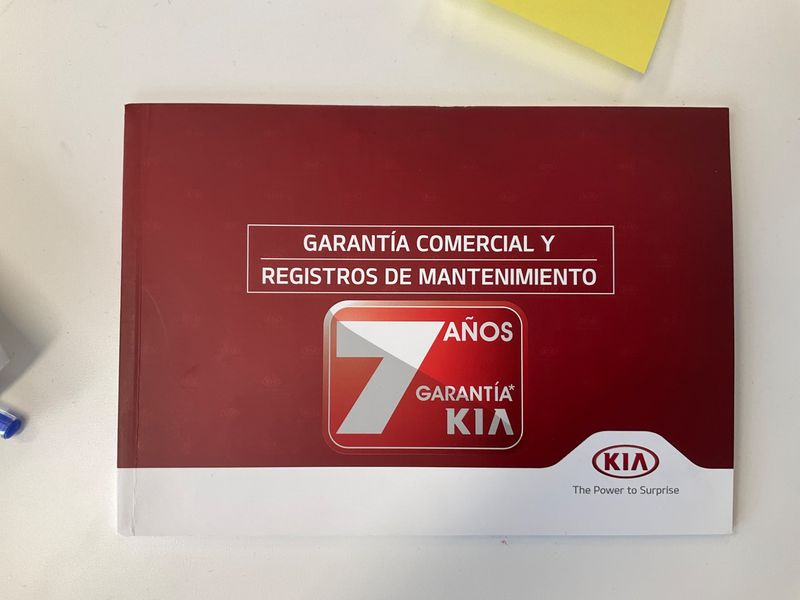 GARANTÍA COMERCIAL Y
REGISTROS DE MANTENIMIENTO
7 AÑOS
GARANTÍA*
KIA
KIA
The Power to Surprise